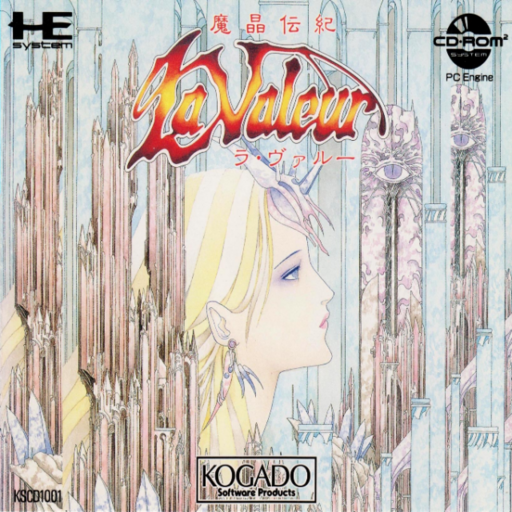 HE
system
魔晶伝紀
La Valeur
ラ・ヴァルー
CD-ROM²
SYSTEM
PC Engine
KOGADO
Software Products
KSCD1001